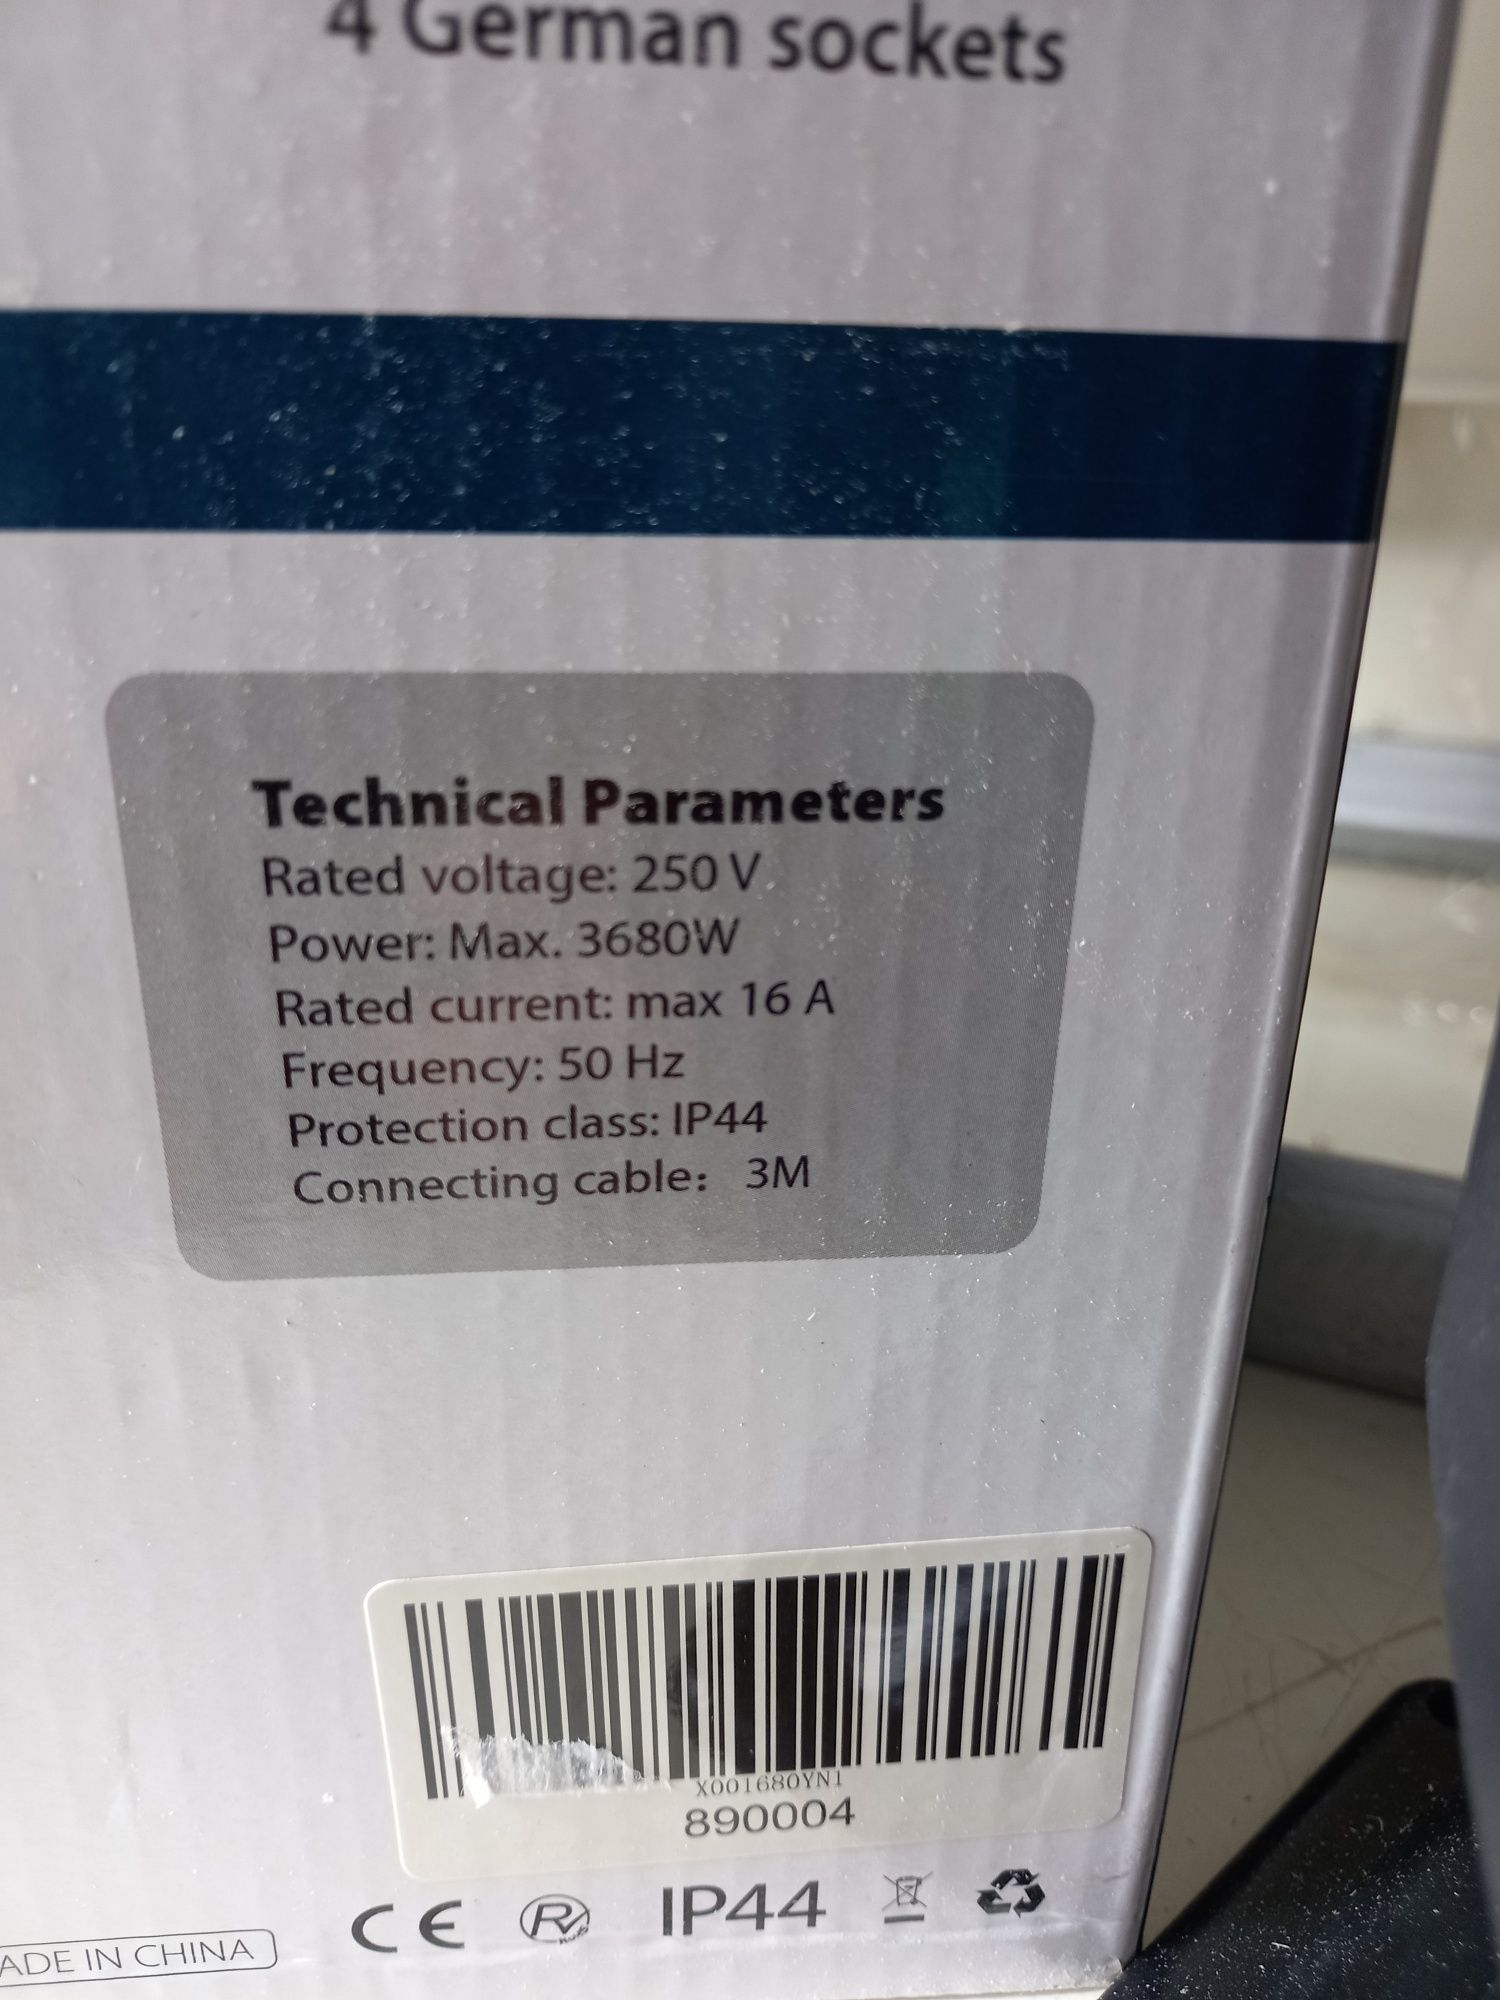 4 German sockets
Technical Parameters
Rated voltage: 250 V
Power: Max. 3680W
Rated current: max 16 A
Frequency: 50 Hz
Protection class: IP44
Connecting cable: 3M
X001680YN1
890004
CE IP44
ADE IN CHINA